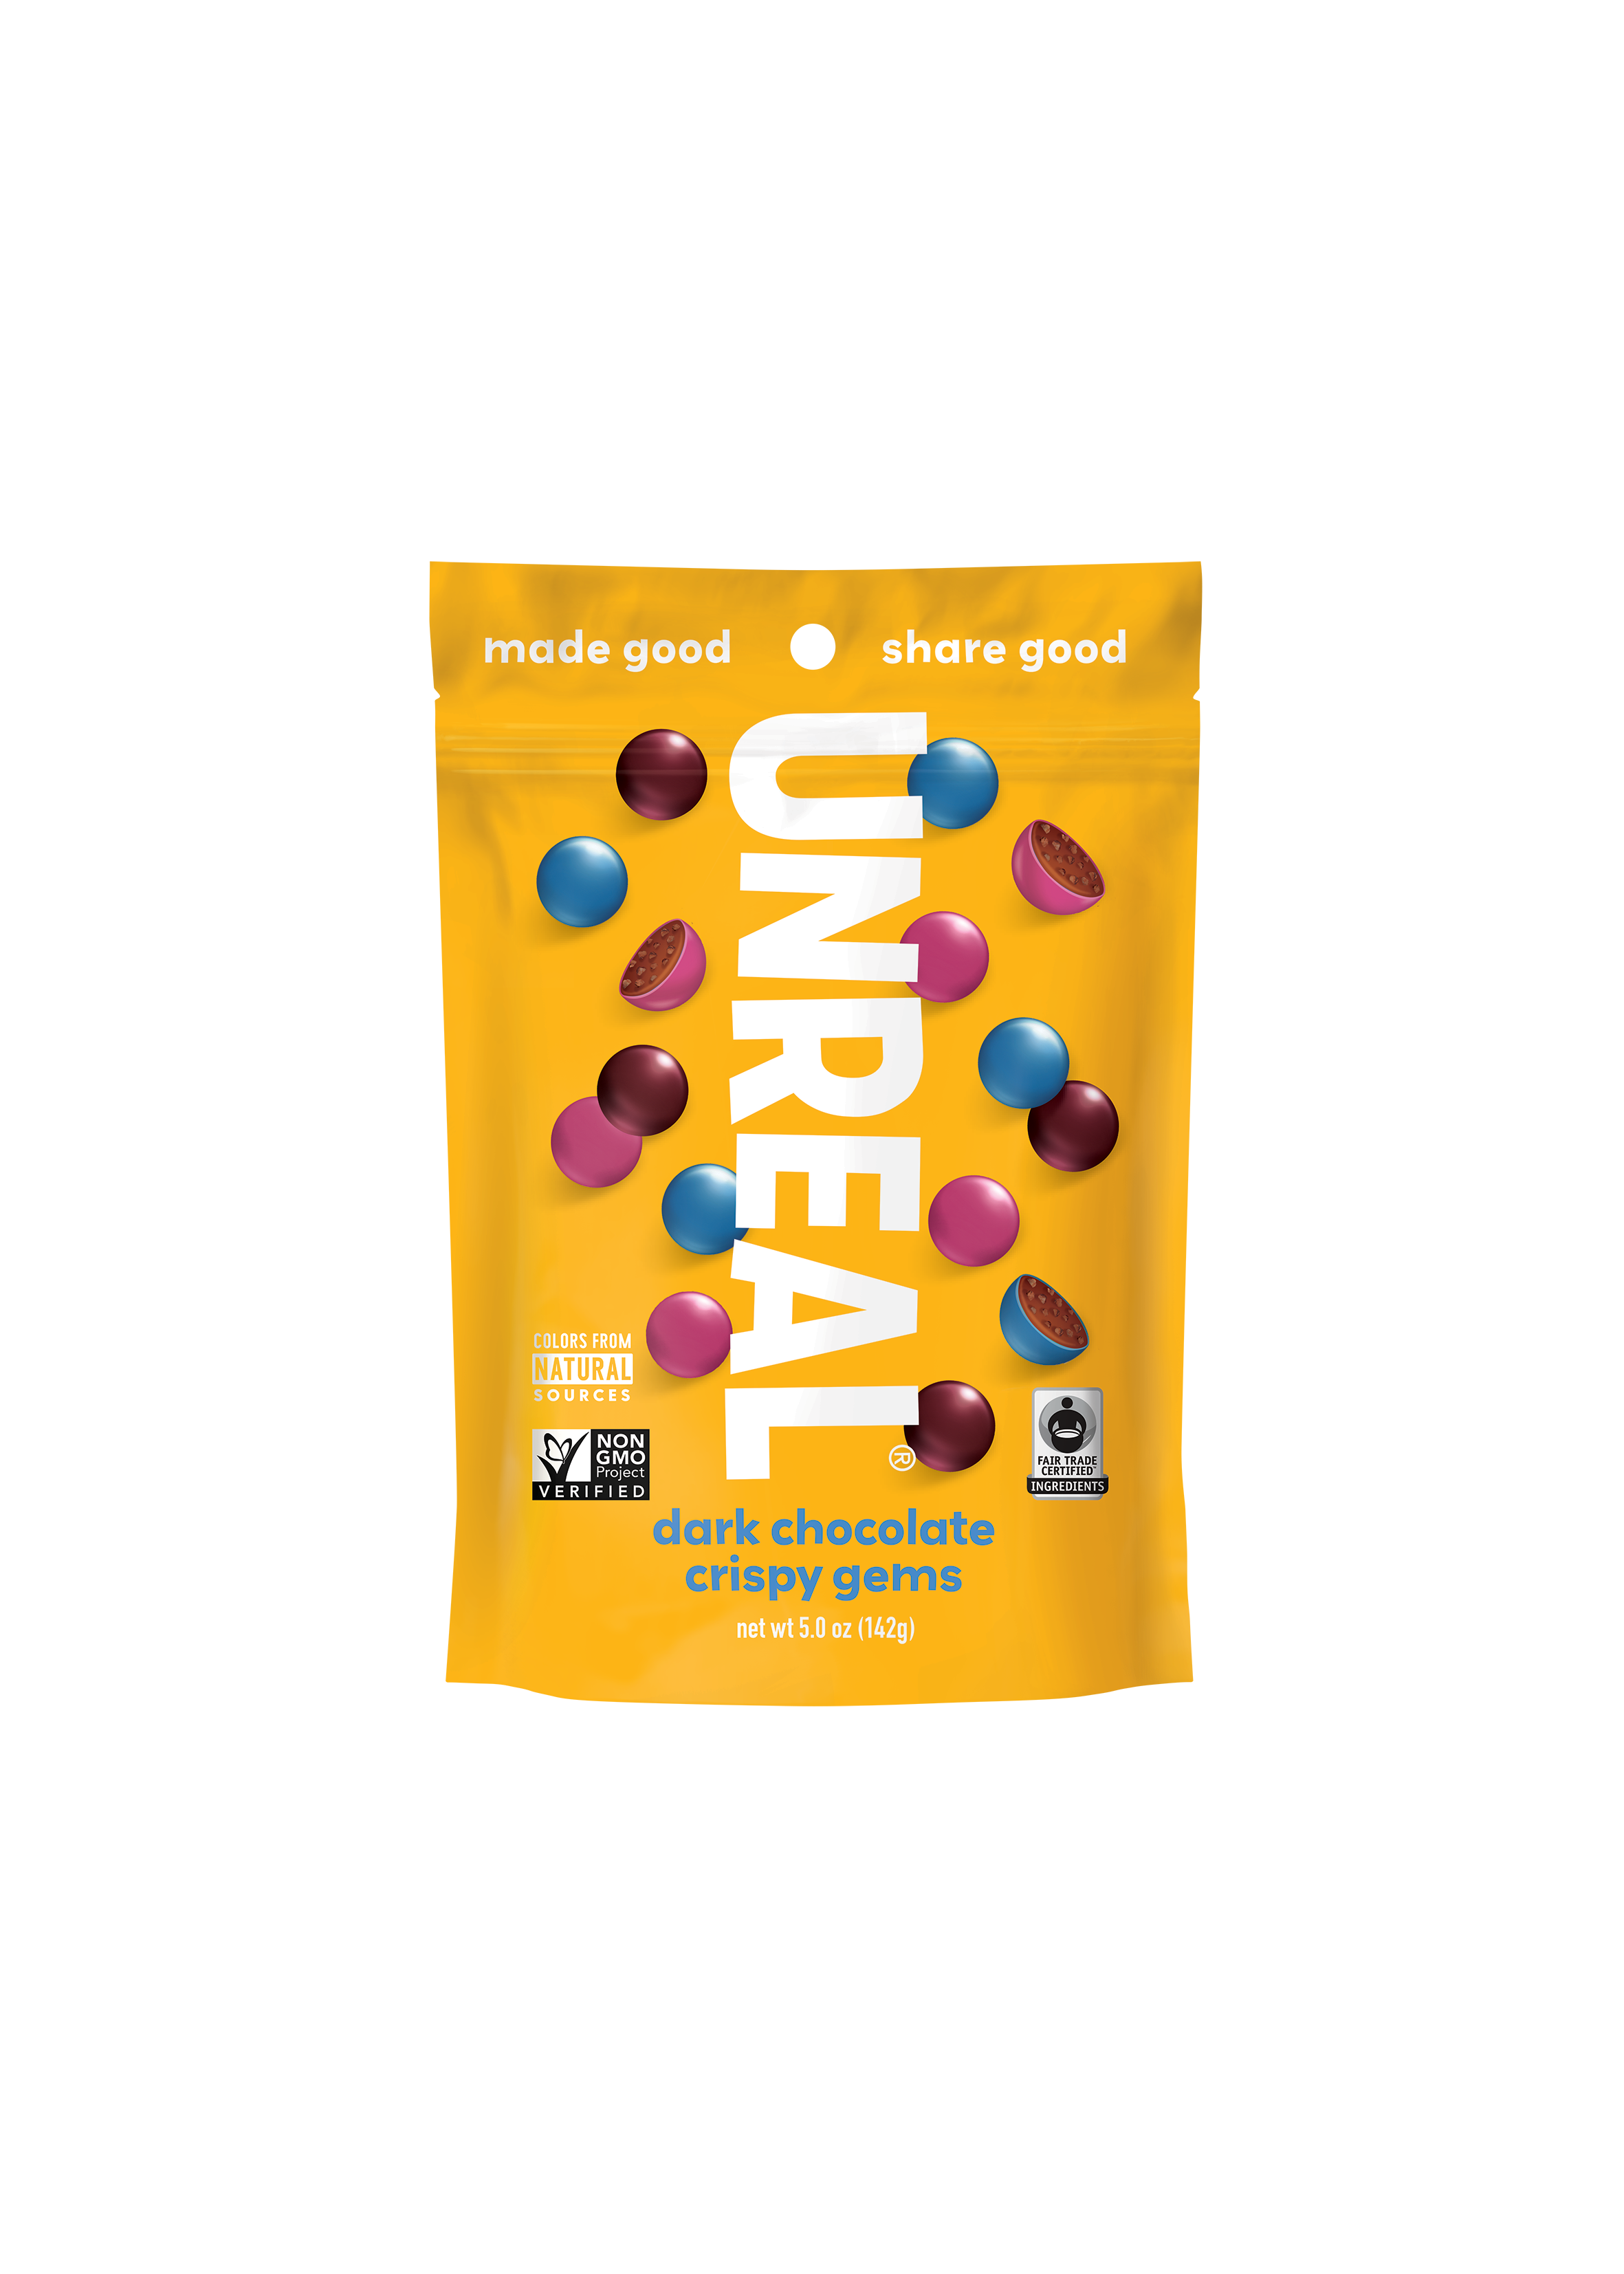 made good share good
UNREAL®
COLORS FROM
NATURAL
SOURCES
NON
GMO
Project
VERIFIED
FAIR TRADE
CERTIFIED™
INGREDIENTS
dark chocolate
crispy gems
net wt 5.0 oz (142g)